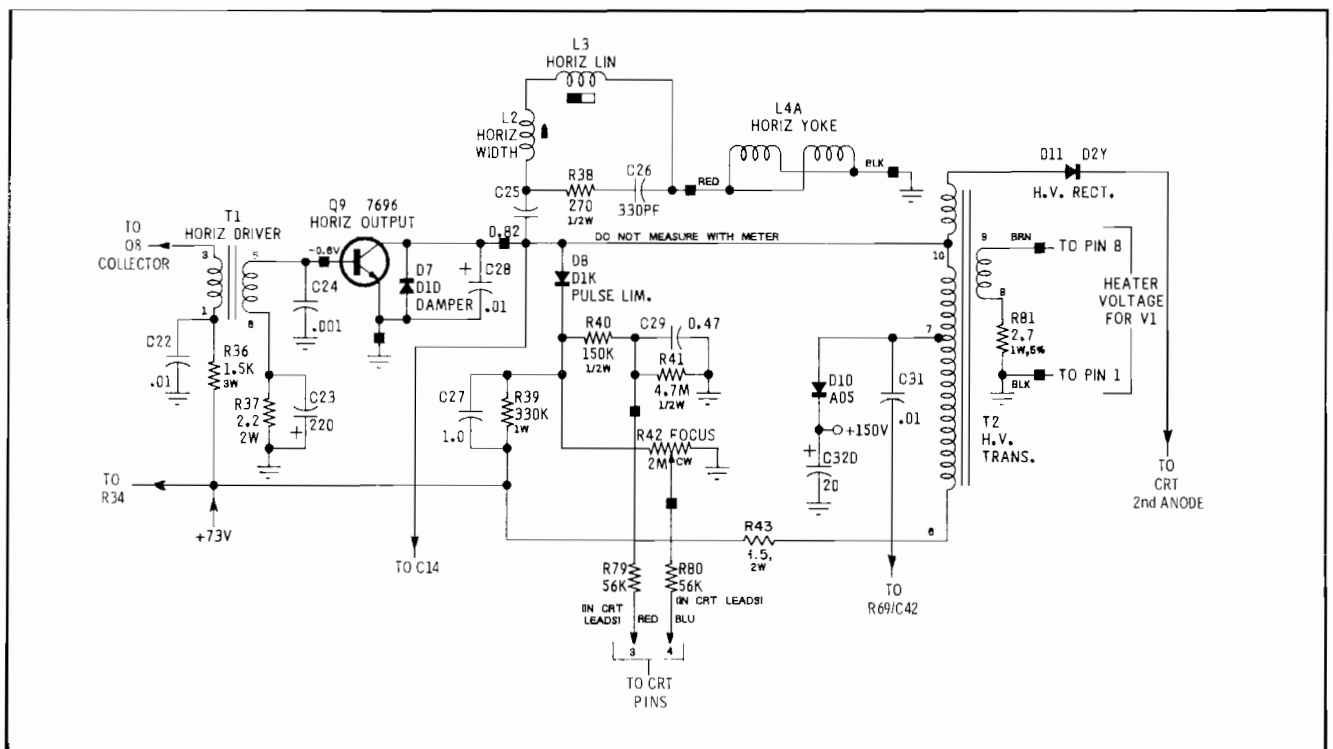 L3
HORIZ LIN
L2
HORIZ
WIDTH
L4A
HORIZ YOKE
BLK
RED
C25
R38
270
1/2W
C26
330PF
D11 D2Y
H.V. RECT.
TO
Q8
COLLECTOR
T1
HORIZ DRIVER
3
5
1
6
-0.6V
Q9 7696
HORIZ OUTPUT
0.82
DO NOT MEASURE WITH METER
10
9
BRN
TO PIN 8
HEATER
VOLTAGE
FOR V1
8
R81
2.7
1W,5%
BLK
TO PIN 1
C24
.001
D7
D1D
DAMPER
+
C28
.01
D8
D1K
PULSE LIM.
C22
.01
R36
1.5K
3W
R37
2.2
2W
C23
220
+
R40
150K
1/2W
C29 0.47
R41
4.7M
1/2W
C27
1.0
R39
330K
1W
R42 FOCUS
2M
CW
7
D10
A05
+150V
+
C32D
20
C31
.01
T2
H.V.
TRANS.
TO
CRT
2nd ANODE
TO
R34
+73V
TO C14
R43
2W
6
R79
56K
(IN CRT
LEADS)
RED
R80
56K
(IN CRT LEADS)
BLU
3 4
TO CRT
PINS
TO
R69/C42